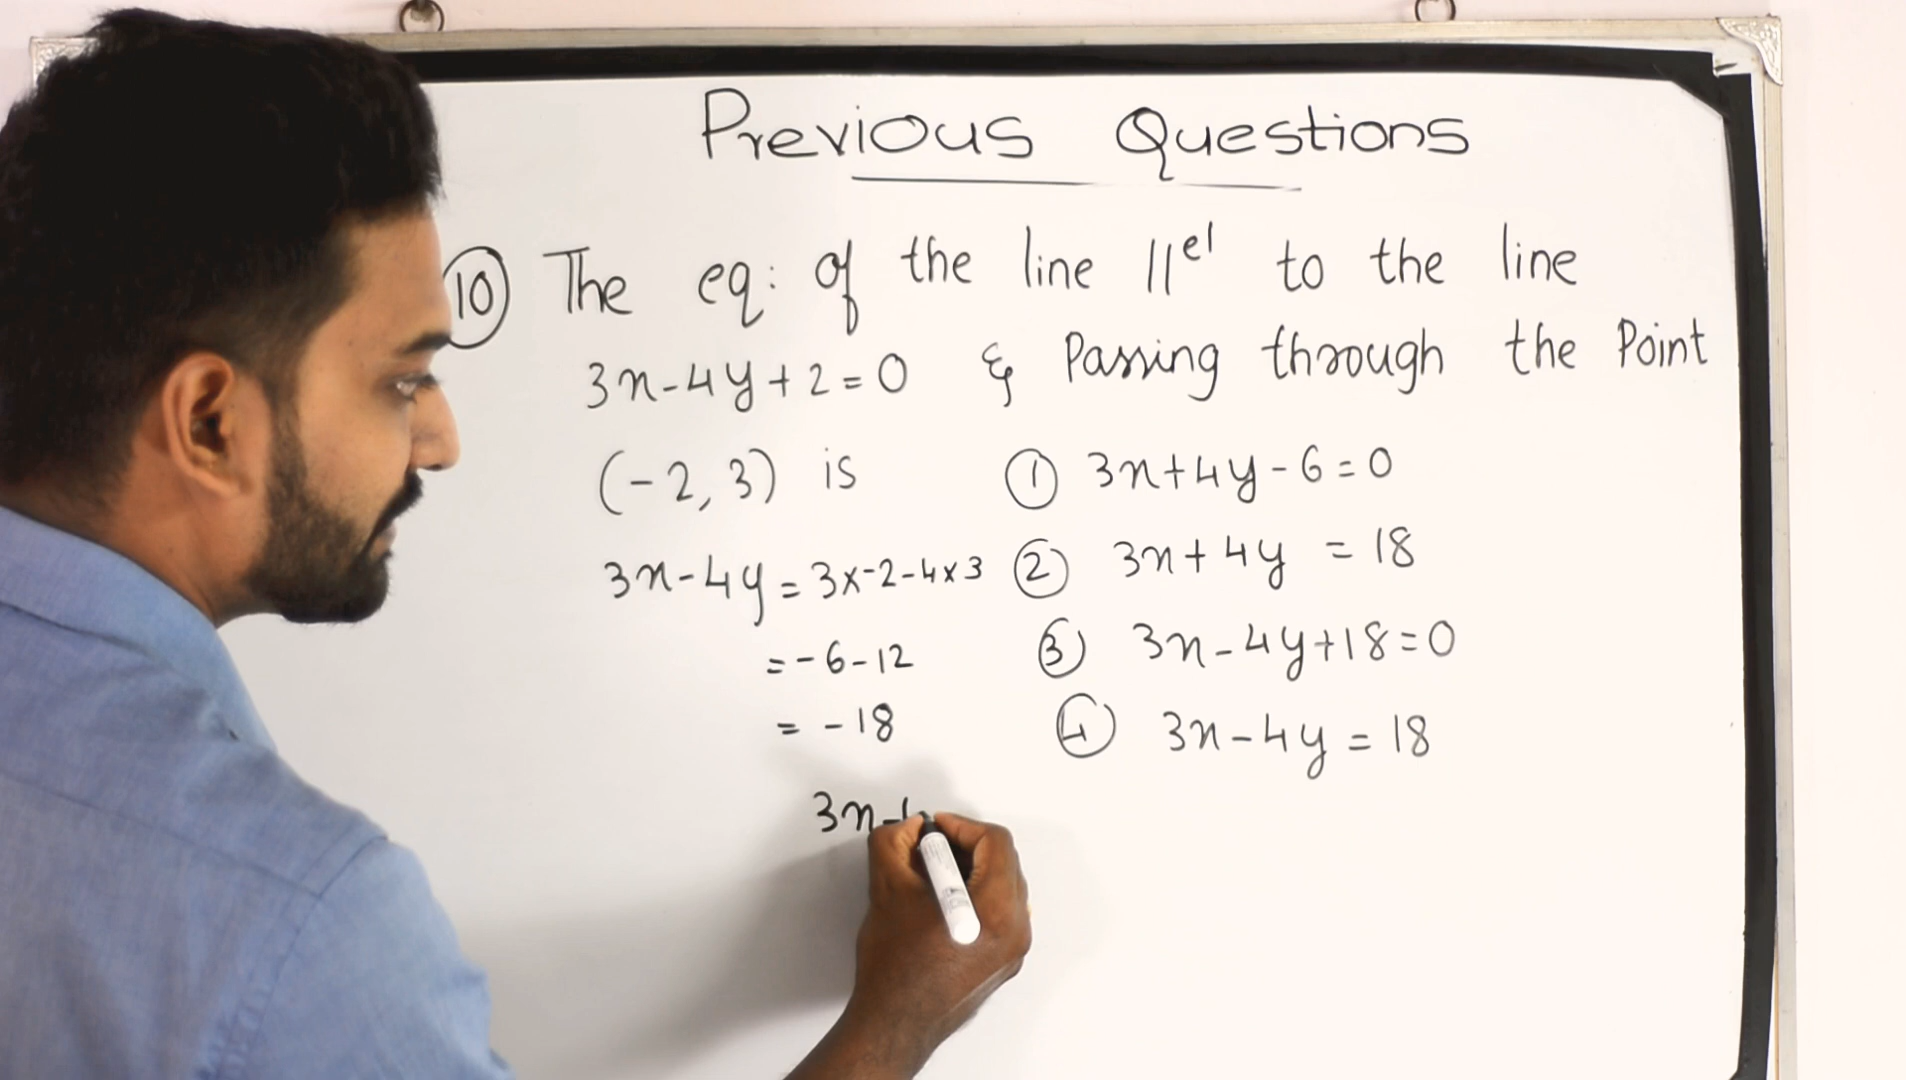 Previous Questions
10 The eq: of the line ||el to the line
3x-4y+2=0 & Passing through the Point
(-2,3) is
1 3x+4y-6=0
2 3x+4y = 18
3 3x-4y+18=0
4 3x-4y=18
3x-4y=3x-2-4x3
=-6-12
= -18
3x-4